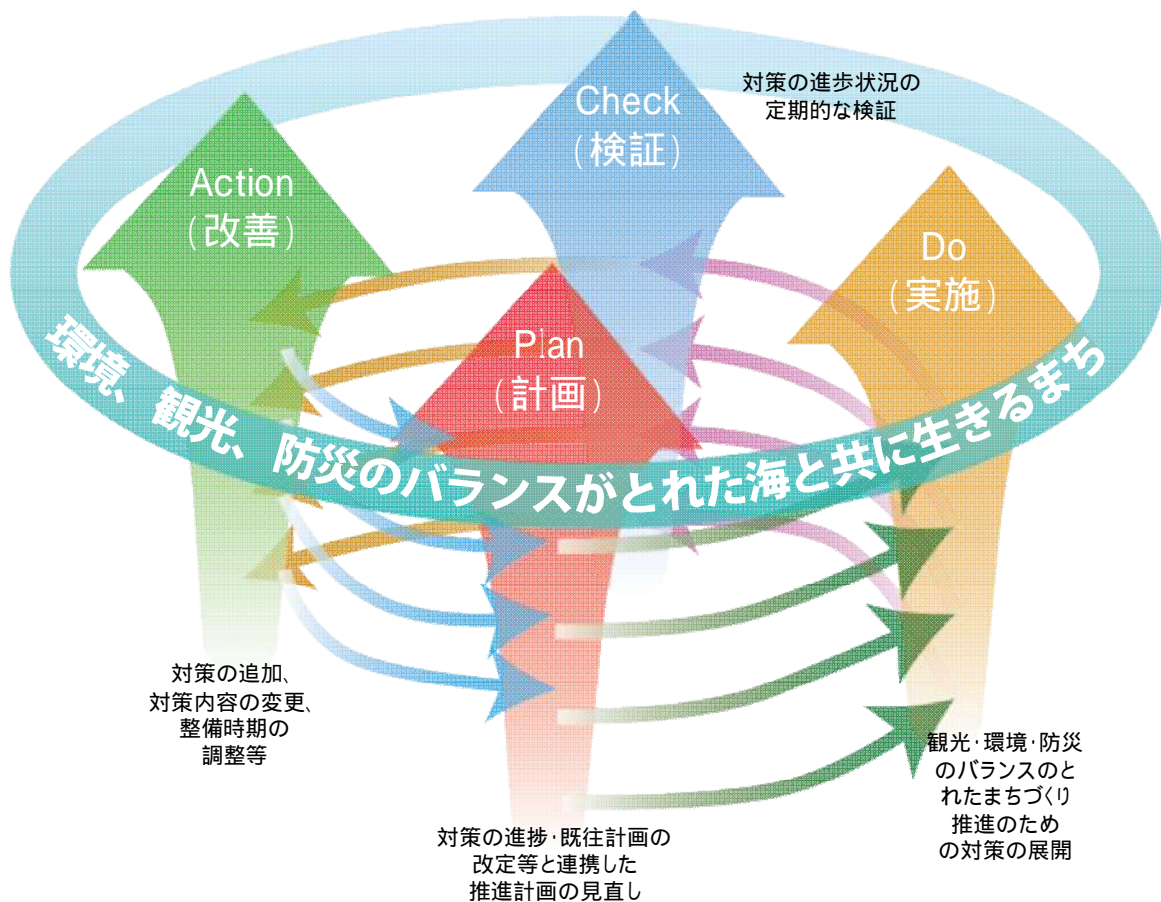 Check
(検証)
対策の進歩状況の
定期的な検証
Action
(改善)
Do
(実施)
Plan
(計画)
環境、観光、防災のバランスがとれた海と共に生きるまち
対策の追加、
対策内容の変更、
整備時期の
調整等
観光・環境・防災
のバランスのと
れたまちづくり
推進のため
の対策の展開
対策の進捗・既往計画の
改定等と連携した
推進計画の見直し